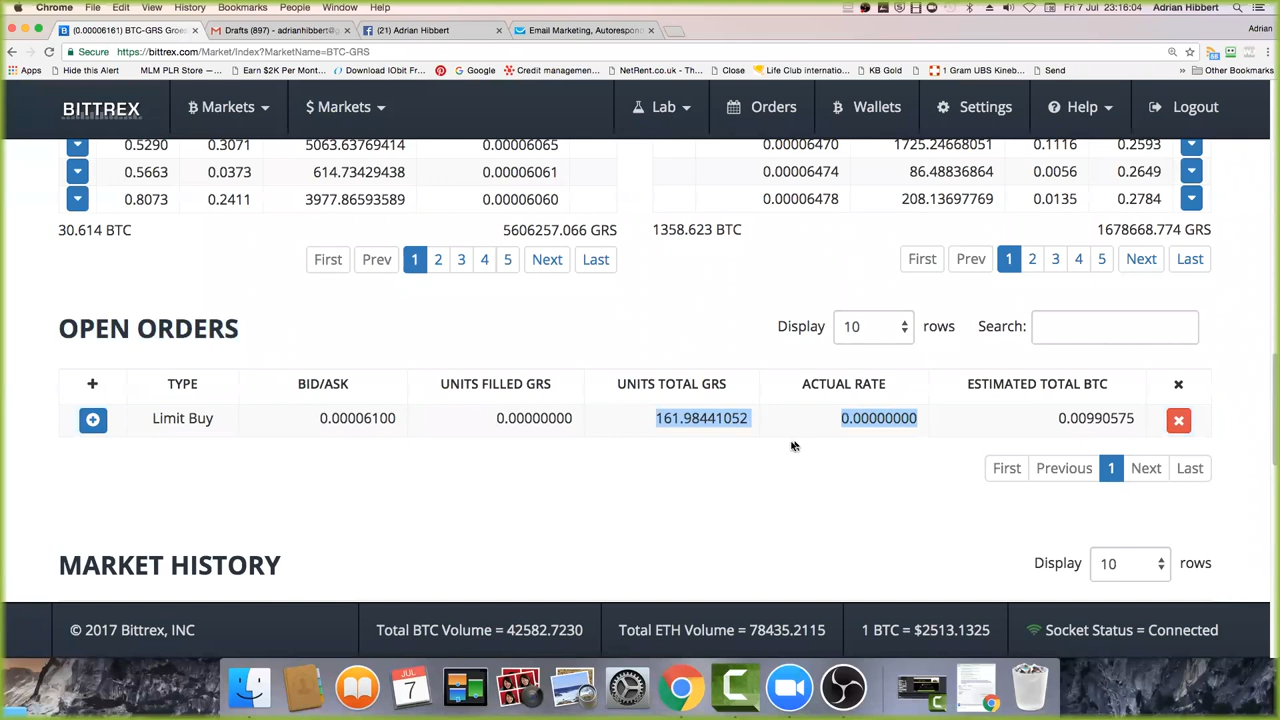 Chrome File Edit View History Bookmarks People Window Help Fri 7 Jul 23:16:04 Adrian Hibbert
(0.00006161) BTC-GRS Groes Drafts (897) - adrianhibbert@g (3) Adrian Hibbert Email Marketing, Autorespond Adrian
Secure https://bittrex.com/Market/Index?MarketName=BTC-GRS
Apps Hide this Alert MLM PLR Store —... Earn $2K Per Mont... Download IObit Fr... Google Credit managemen... NetRent.co.uk - Th... Close Life Club internatio... KB Gold 1 Gram UBS Kineb... Send » Other Bookmarks
BITTREX Markets $ Markets Lab Orders Wallets Settings Help Logout
0.5290 0.3071 5063.63769414 0.00006065 0.00006470 1725.24668051 0.1116 0.2593
0.5663 0.0373 614.73429438 0.00006061 0.00006474 86.48836864 0.0056 0.2649
0.8073 0.2411 3977.86593589 0.00006060 0.00006478 208.13697769 0.0135 0.2784
30.614 BTC 5606257.066 GRS 1358.623 BTC 1678668.774 GRS
First Prev 1 2 3 4 5 Next Last First Prev 1 2 3 4 5 Next Last
OPEN ORDERS Display 10 rows Search:
+ TYPE BID/ASK UNITS FILLED GRS UNITS TOTAL GRS ACTUAL RATE ESTIMATED TOTAL BTC ×
Limit Buy 0.00006100 0.00000000 161.98441052 0.00000000 0.00990575
First Previous 1 Next Last
MARKET HISTORY Display 10 rows
© 2017 Bittrex, INC Total BTC Volume = 42582.7230 Total ETH Volume = 78435.2115 1 BTC = $2513.1325 Socket Status = Connected
JUL
7